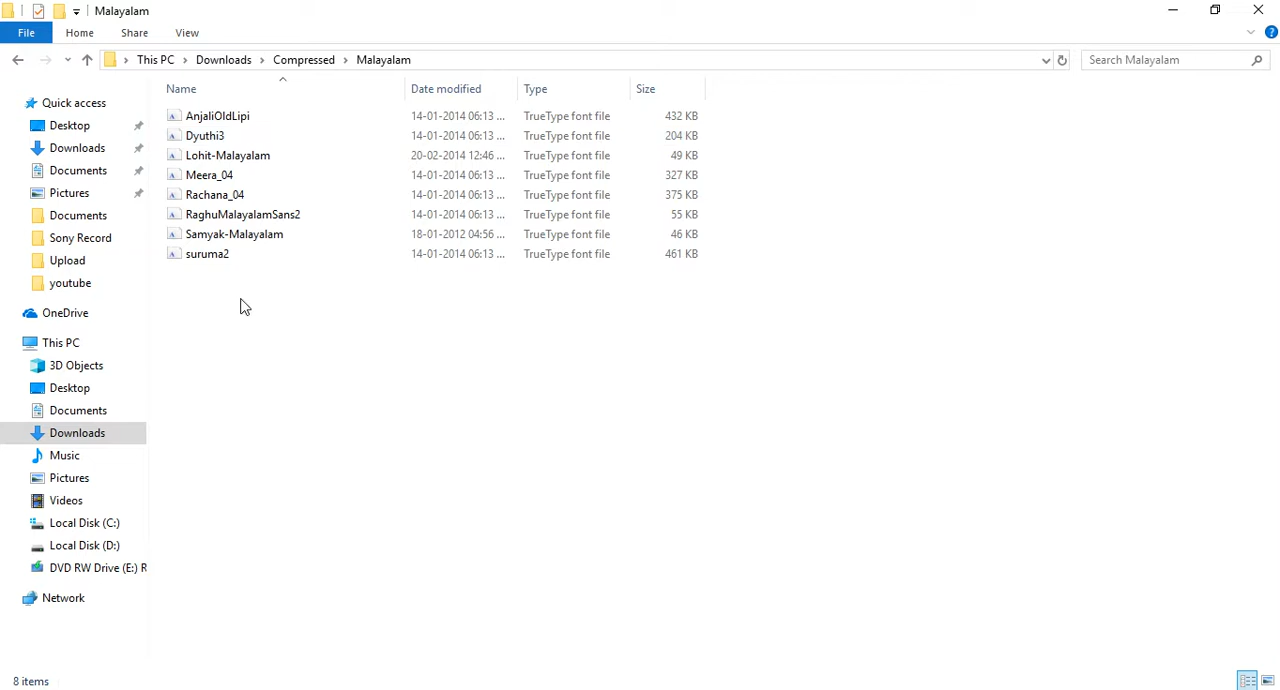 Malayalam
File Home Share View
This PC Downloads Compressed Malayalam Search Malayalam
Name Date modified Type Size
Quick access
Desktop
Downloads
Documents
Pictures
Documents
Sony Record
Upload
youtube
OneDrive
This PC
3D Objects
Desktop
Documents
Downloads
Music
Pictures
Videos
Local Disk (C:)
Local Disk (D:)
DVD RW Drive (E:) R
Network
AnjaliOldLipi 14-01-2014 06:13 ... TrueType font file 432 KB
Dyuthi3 14-01-2014 06:13 ... TrueType font file 204 KB
Lohit-Malayalam 20-02-2014 12:46 ... TrueType font file 49 KB
Meera_04 14-01-2014 06:13 ... TrueType font file 327 KB
Rachana_04 14-01-2014 06:13 ... TrueType font file 375 KB
RaghuMalayalamSans2 14-01-2014 06:13 ... TrueType font file 55 KB
Samyak-Malayalam 18-01-2012 04:56 ... TrueType font file 46 KB
suruma2 14-01-2014 06:13 ... TrueType font file 461 KB
8 items